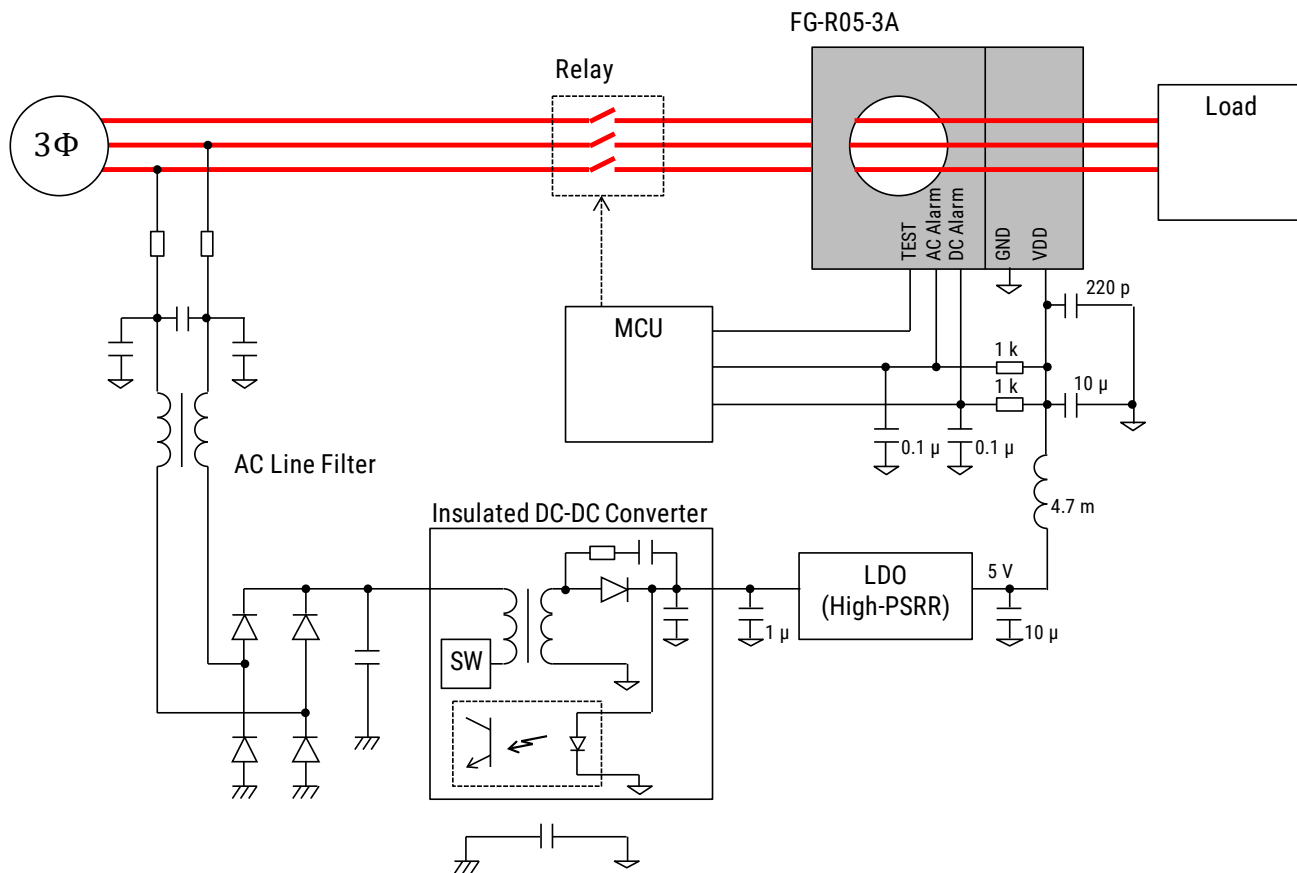 FG-R05-3A
Relay
3Φ
Load
TEST
AC Alarm
DC Alarm
GND
VDD
220 p
MCU
1 k
1 k
10 μ
0.1 μ
0.1 μ
AC Line Filter
4.7 m
Insulated DC-DC Converter
LDO
(High-PSRR)
5 V
1 μ
10 μ
SW